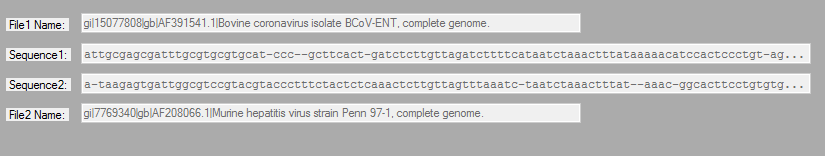 File1 Name: gi|15077808|gb|AF391541.1|Bovine coronavirus isolate BCoV-ENT, complete genome.
Sequence1: attgcgagcgatttgcgtgcgtgcat-ccc--gcttcact-gatctcttgttagatcttttcataatctaaactttataaaaacatccactccctgt-ag...
Sequence2: a-taagagtgattggcgtccgtacgtaccctttctactctcaaactcttgttagtttaaatc-taatctaaactttat--aaac-ggcacttcctgtgtg...
File2 Name: gi|7769340|gb|AF208066.1|Murine hepatitis virus strain Penn 97-1, complete genome.